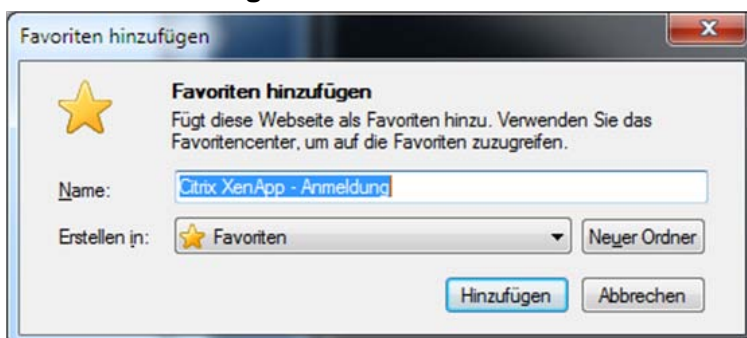 Favoriten hinzufügen
Favoriten hinzufügen
Fügt diese Webseite als Favoriten hinzu. Verwenden Sie das
Favoritencenter, um auf die Favoriten zuzugreifen.
Name: Citrix XenApp - Anmeldung
Erstellen in: Favoriten Neuer Ordner
Hinzufügen Abbrechen